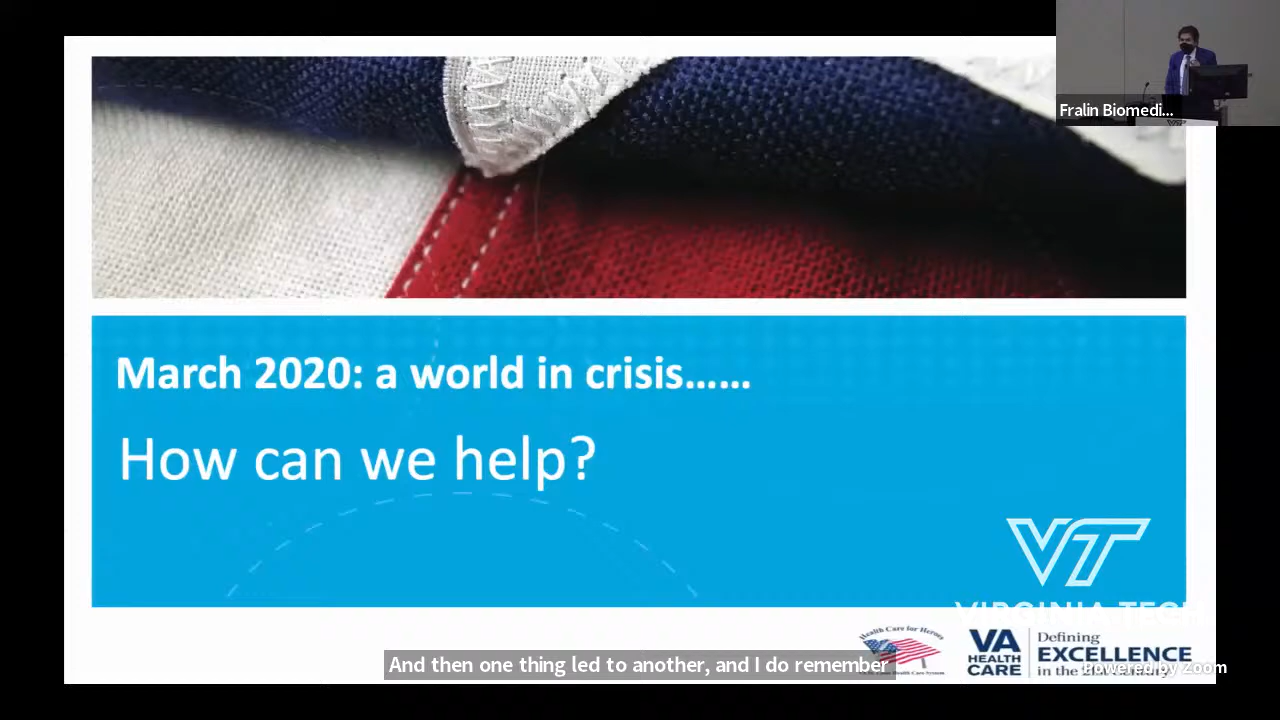 Fralin Biomedi...
March 2020: a world in crisis......
How can we help?
VT
VIRGINIA TECH
Health Care for Heroes
VA
HEALTH
CARE
Defining
EXCELLENCE
in the 21st Century
Powered by Zoom
And then one thing led to another, and I do remember